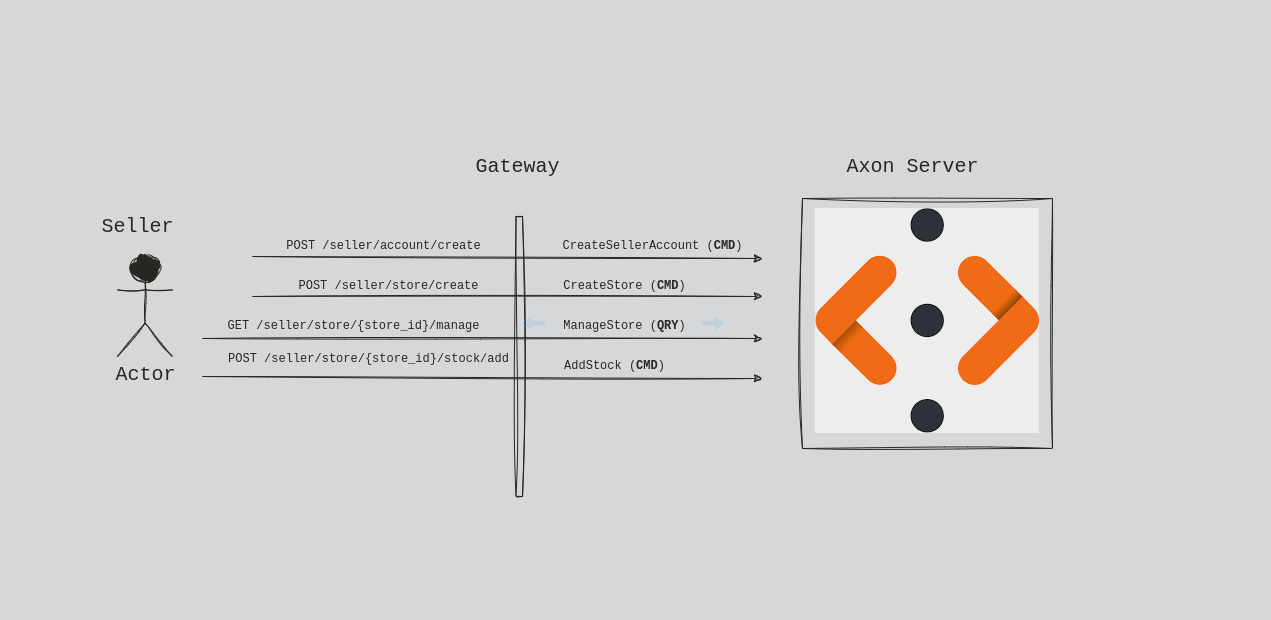 Gateway
Axon Server
Seller
POST /seller/account/create
CreateSellerAccount (CMD)
POST /seller/store/create
CreateStore (CMD)
GET /seller/store/{store_id}/manage
ManageStore (QRY)
POST /seller/store/{store_id}/stock/add
AddStock (CMD)
Actor